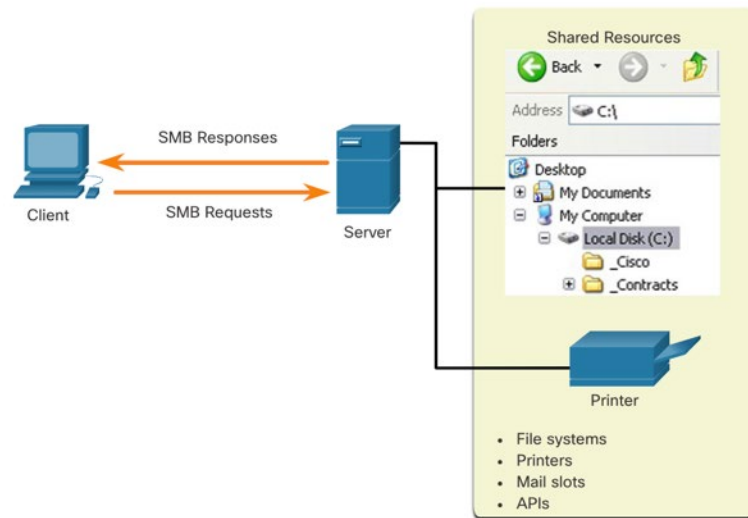 Shared Resources
Back
Address C:\
Folders
Desktop
My Documents
My Computer
Local Disk (C:)
_Cisco
_Contracts
SMB Responses
SMB Requests
Client
Server
Printer
• File systems
• Printers
• Mail slots
• APIs